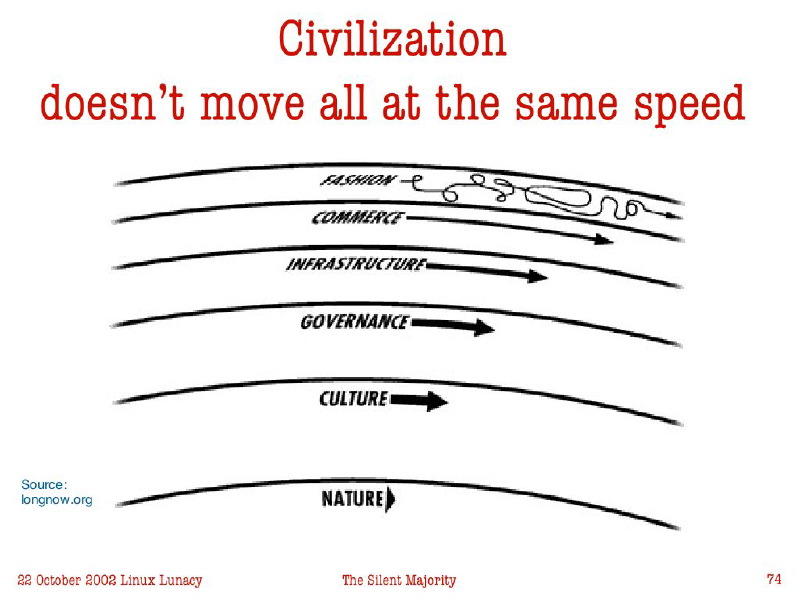 Civilization
doesn't move all at the same speed
FASHION
COMMERCE
INFRASTRUCTURE
GOVERNANCE
CULTURE
NATURE
Source:
longnow.org
22 October 2002 Linux Lunacy
The Silent Majority
74